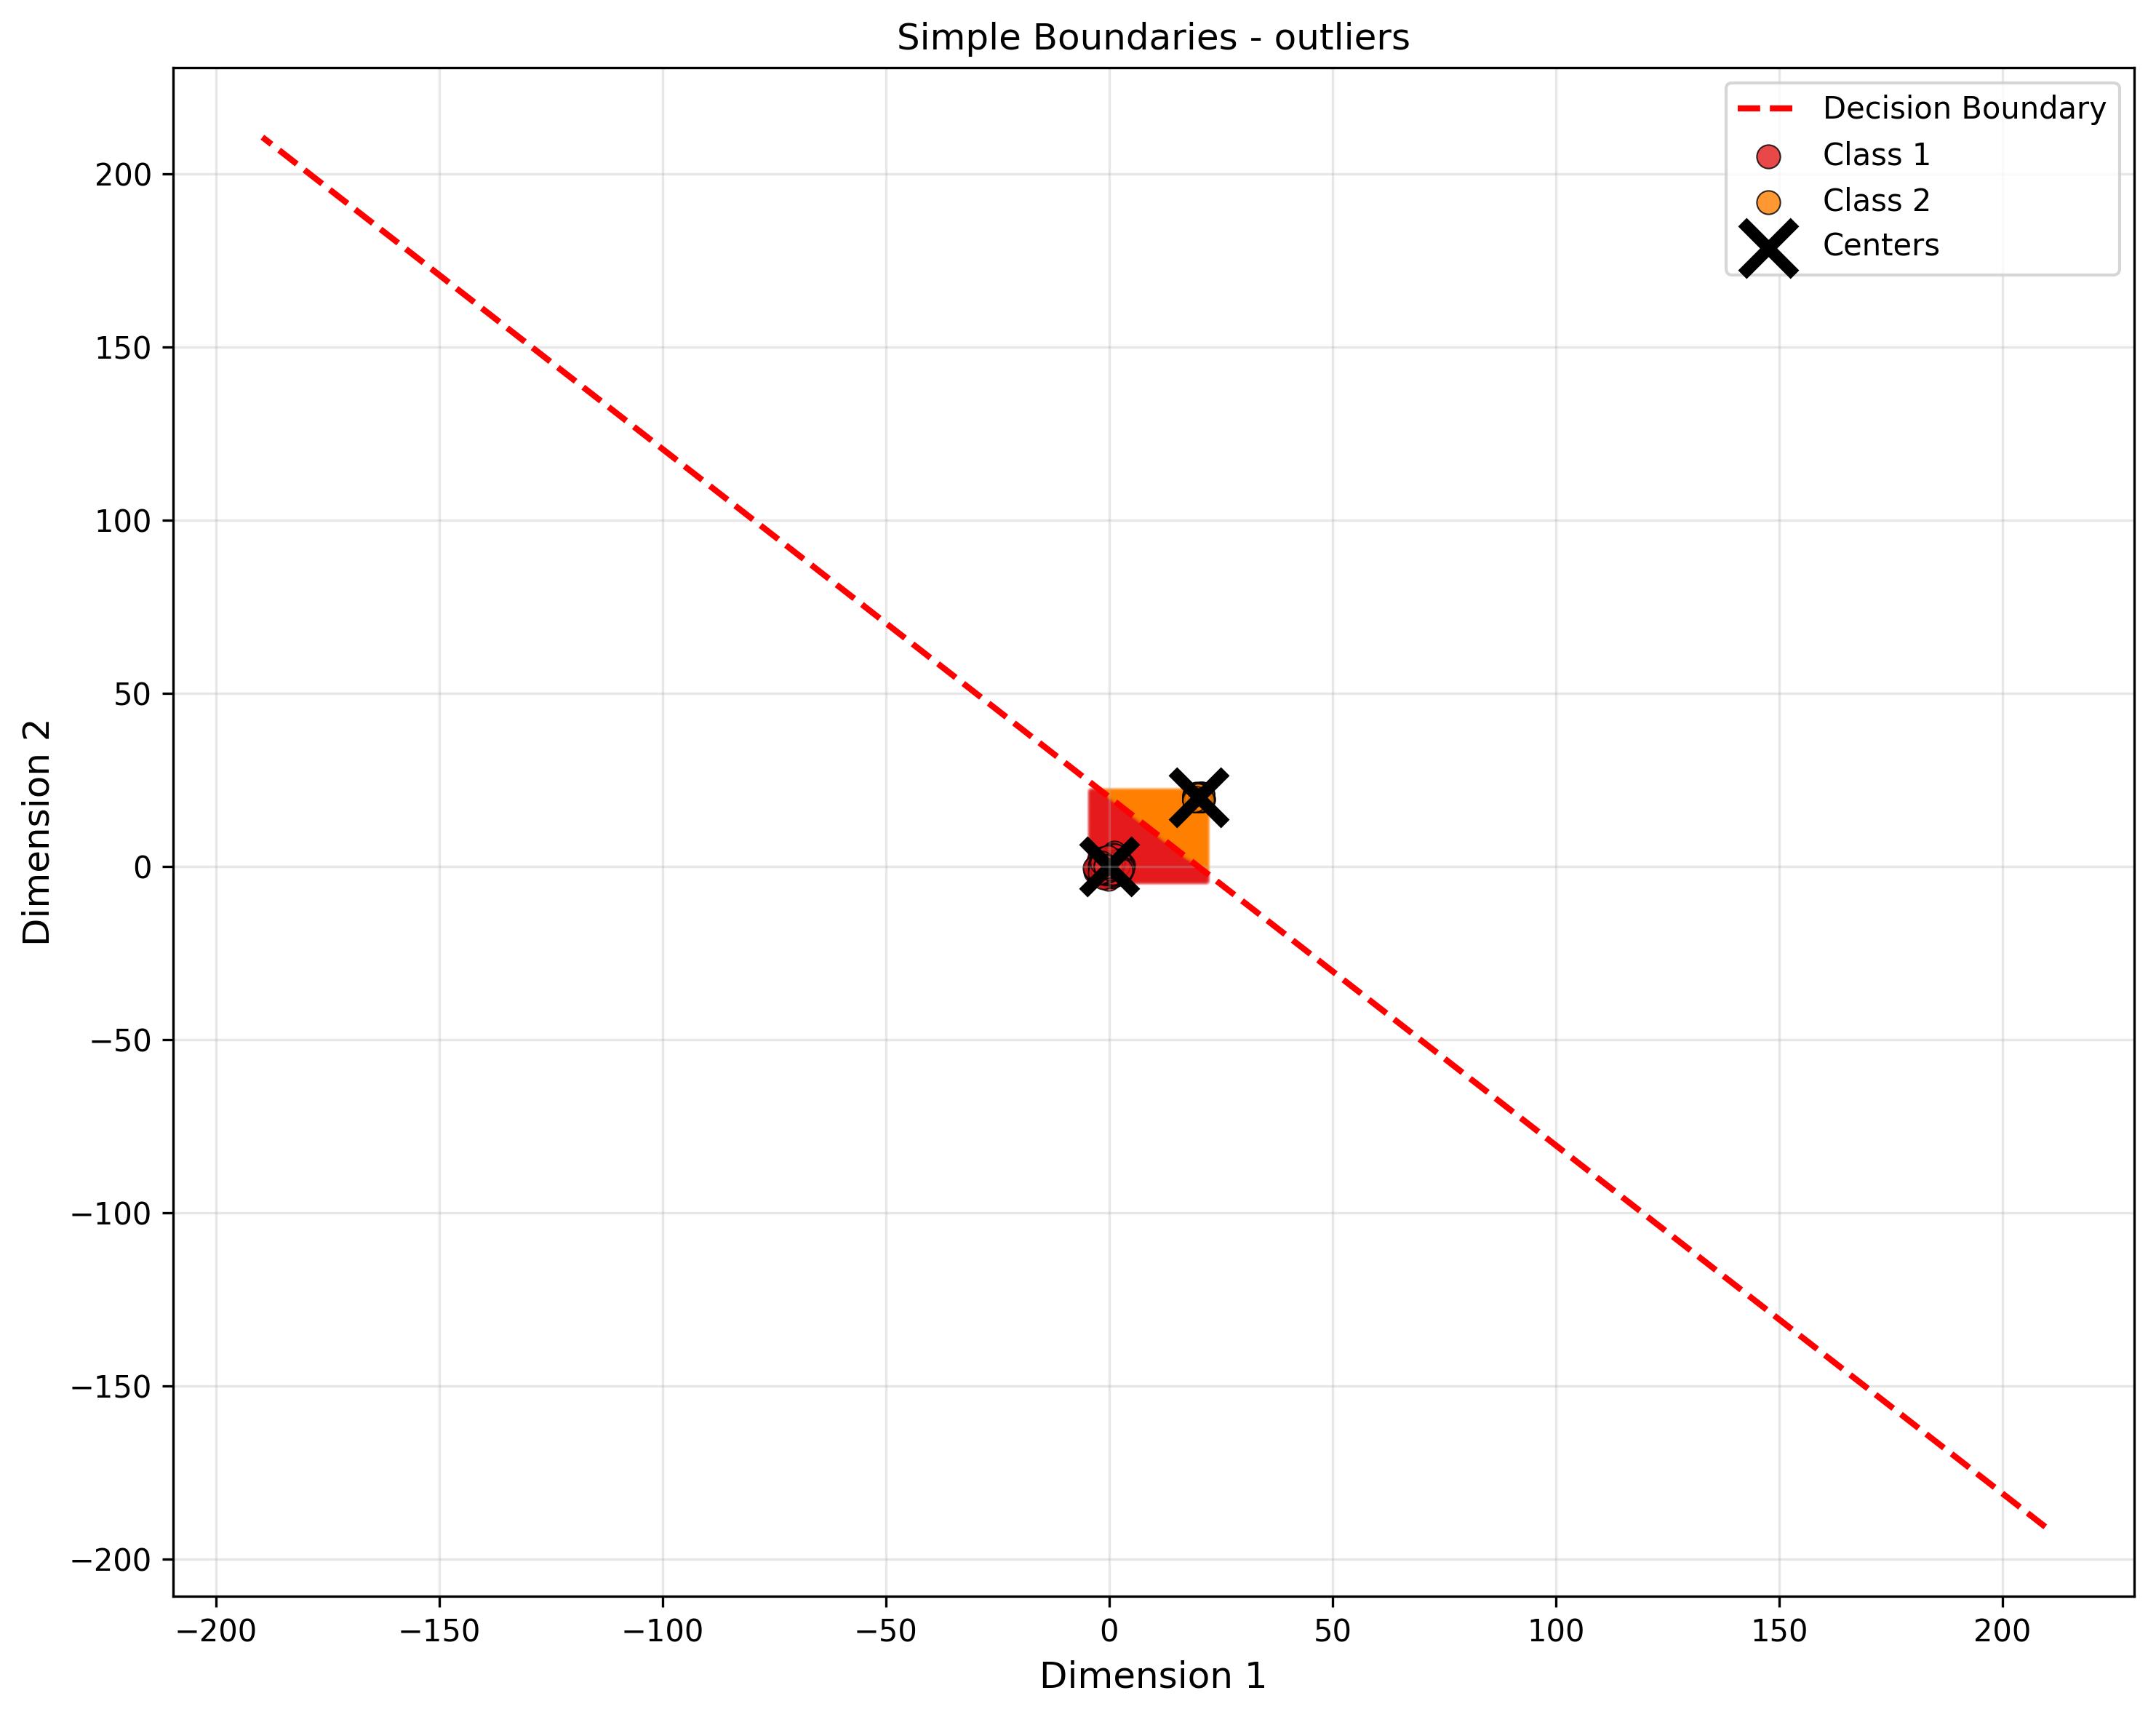 Simple Boundaries - outliers
Decision Boundary
Class 1
Class 2
Centers
200
150
100
50
0
−50
−100
−150
−200
Dimension 2
−200 −150 −100 −50 0 50 100 150 200
Dimension 1